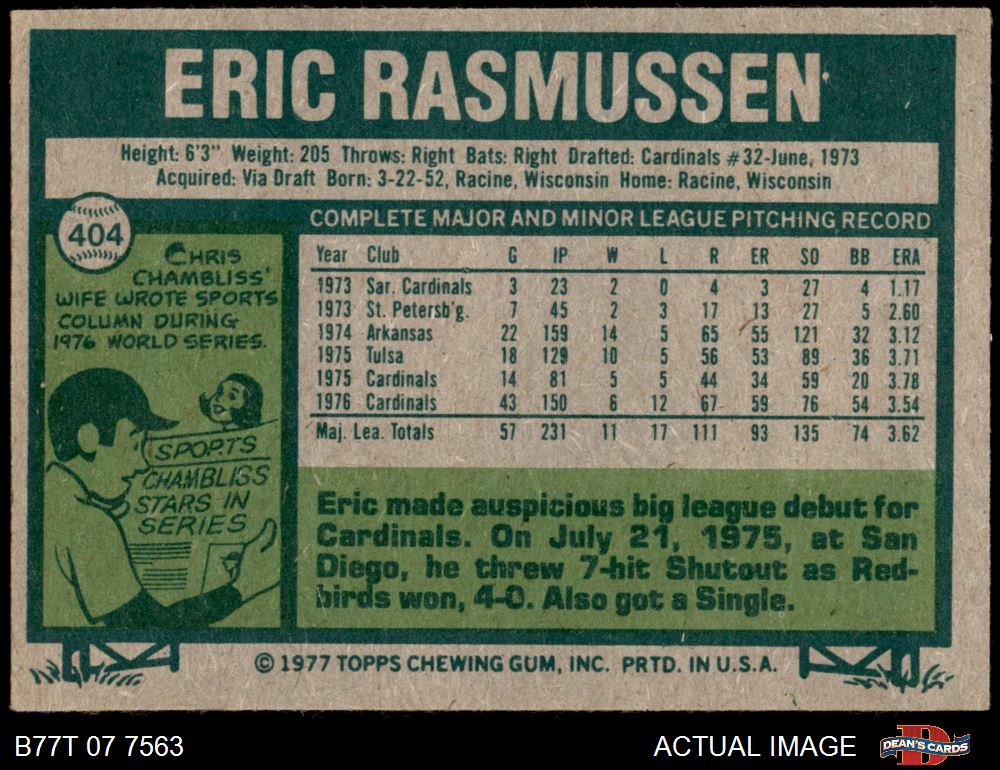 ERIC RASMUSSEN
Height: 6'3" Weight: 205 Throws: Right Bats: Right Drafted: Cardinals #32-June, 1973
Acquired: Via Draft Born: 3-22-52, Racine, Wisconsin Home: Racine, Wisconsin
404
CHRIS
CHAMBLISS'
WIFE WROTE SPORTS
COLUMN DURING
1976 WORLD SERIES.
SPORTS
CHAMBLISS
STARS IN
SERIES
COMPLETE MAJOR AND MINOR LEAGUE PITCHING RECORD
Year Club G IP W L R ER SO BB ERA
1973 Sar. Cardinals 3 23 2 0 4 3 27 4 1.17
1973 St. Petersb'g. 7 45 2 3 17 13 27 5 2.60
1974 Arkansas 22 159 14 5 65 55 121 32 3.12
1975 Tulsa 18 129 10 5 56 53 89 36 3.71
1975 Cardinals 14 81 5 5 44 34 59 20 3.78
1976 Cardinals 43 150 6 12 67 59 76 54 3.54
Maj. Lea. Totals 57 231 11 17 111 93 135 74 3.62
Eric made auspicious big league debut for
Cardinals. On July 21, 1975, at San
Diego, he threw 7-hit Shutout as Red-
birds won, 4-0. Also got a Single.
© 1977 TOPPS CHEWING GUM, INC. PRTD. IN U.S.A.
B77T 07 7563
ACTUAL IMAGE
D
DEAN'S CARDS